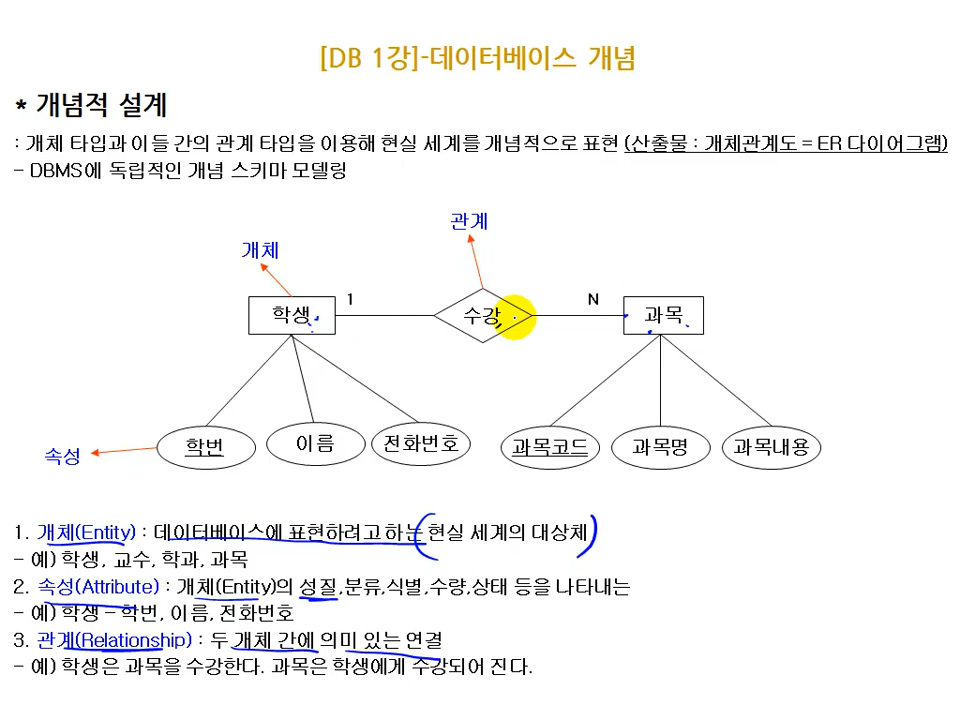 [DB 1강]-데이터베이스 개념
* 개념적 설계
: 개체 타입과 이들 간의 관계 타입을 이용해 현실 세계를 개념적으로 표현 (산출물 : 개체관계도 = ER 다이어그램)
- DBMS에 독립적인 개념 스키마 모델링
관계
개체
1
N
학생
수강
과목
속성
학번
이름
전화번호
과목코드
과목명
과목내용
1. 개체(Entity) : 데이터베이스에 표현하려고 하는 현실 세계의 대상체
- 예) 학생, 교수, 학과, 과목
2. 속성(Attribute) : 개체(Entity)의 성질,분류,식별,수량,상태 등을 나타내는
- 예) 학생 - 학번, 이름, 전화번호
3. 관계(Relationship) : 두 개체 간에 의미 있는 연결
- 예) 학생은 과목을 수강한다. 과목은 학생에게 수강되어 진다.